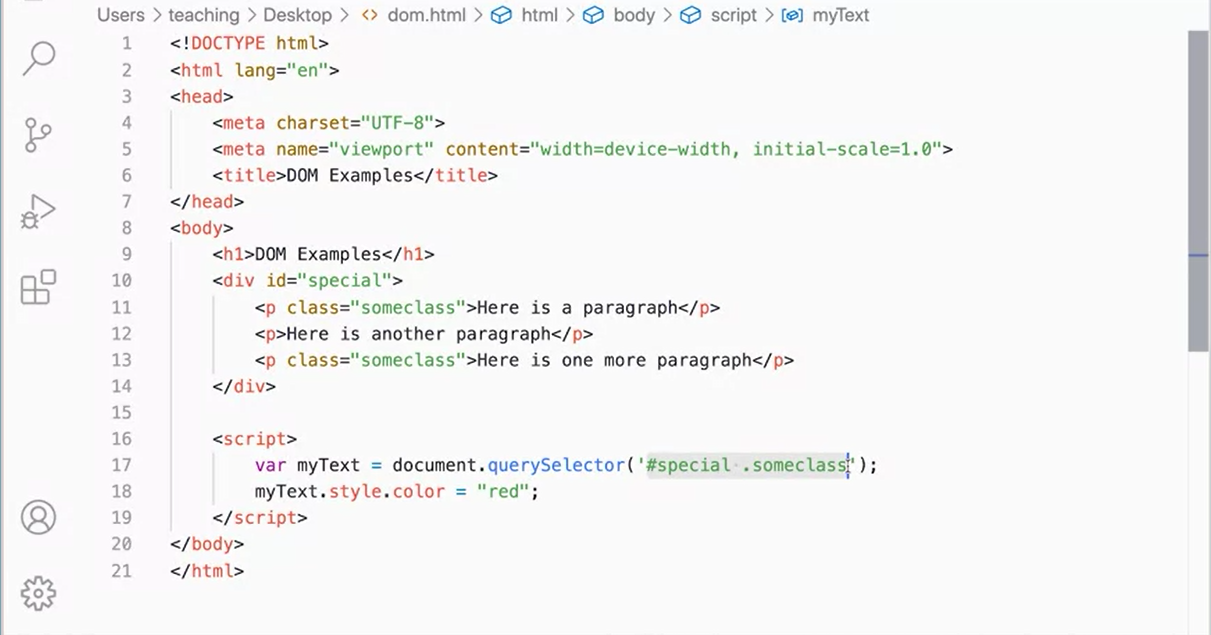 Users > teaching > Desktop > <> dom.html > html > body > script > myText
1 <!DOCTYPE html>
2 <html lang="en">
3 <head>
4     <meta charset="UTF-8">
5     <meta name="viewport" content="width=device-width, initial-scale=1.0">
6     <title>DOM Examples</title>
7 </head>
8 <body>
9     <h1>DOM Examples</h1>
10     <div id="special">
11         <p class="someclass">Here is a paragraph</p>
12         <p>Here is another paragraph</p>
13         <p class="someclass">Here is one more paragraph</p>
14     </div>
15
16     <script>
17         var myText = document.querySelector('#special .someclass');
18         myText.style.color = "red";
19     </script>
20 </body>
21 </html>